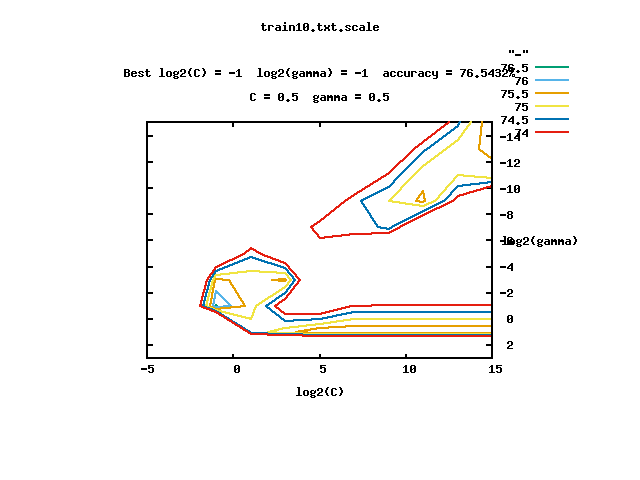 train10.txt.scale
"-"
Best log2(C) = -1  log2(gamma) = -1  accuracy = 76.5432%
76.5
76
C = 0.5  gamma = 0.5
75.5
75
74.5
74
-14
-12
-10
-8
-6
log2(gamma)
-4
-2
0
2
-5 0 5 10 15
log2(C)